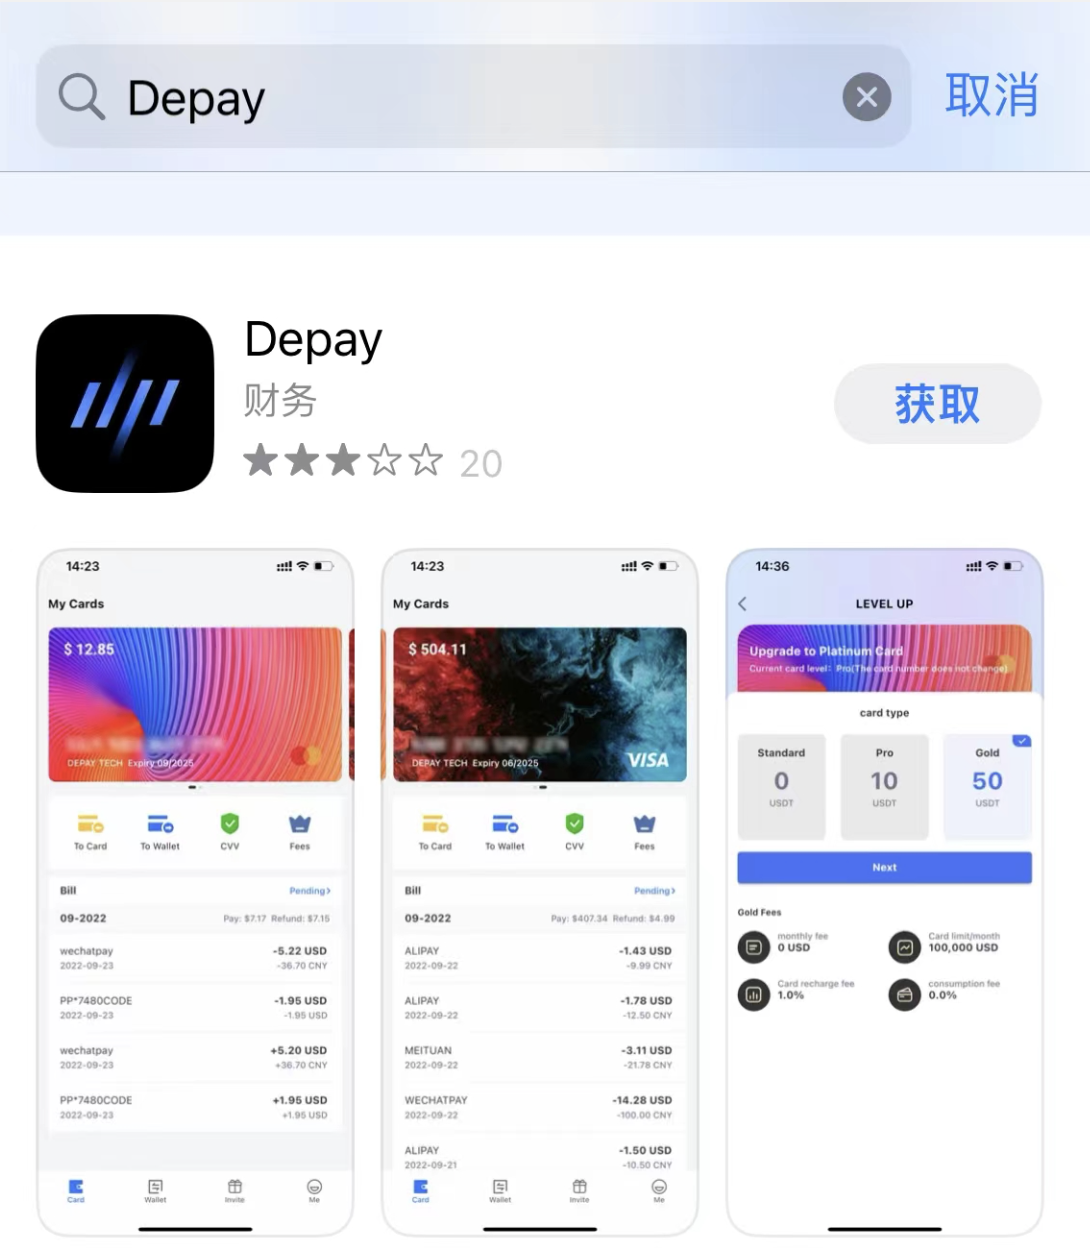 Depay
取消
Depay
财务
20
获取
14:23
My Cards
$ 12.85
DEPAY TECH Expiry 09/2025
To Card
To Wallet
CVV
Fees
Bill
Pending>
09-2022
Pay: $7.17 Refund: $7.15
wechatpay
-5.22 USD
2022-09-23
-36.70 CNY
PP*7480CODE
-1.95 USD
2022-09-23
-1.95 USD
wechatpay
+5.20 USD
2022-09-23
+36.70 CNY
PP*7480CODE
+1.95 USD
2022-09-23
+1.95 USD
Card
Wallet
Invite
Me
14:23
My Cards
$ 504.11
DEPAY TECH Expiry 06/2025
VISA
To Card
To Wallet
CVV
Fees
Bill
Pending>
09-2022
Pay: $407.34 Refund: $4.99
ALIPAY
-1.43 USD
2022-09-22
-9.99 CNY
ALIPAY
-1.78 USD
2022-09-22
-12.50 CNY
MEITUAN
-3.11 USD
2022-09-22
-21.78 CNY
WECHATPAY
-14.28 USD
2022-09-22
-100.00 CNY
ALIPAY
-1.50 USD
2022-09-21
-10.50 CNY
Card
Wallet
Invite
Me
14:36
LEVEL UP
Upgrade to Platinum Card
Current card level: Pro(The card number does not change)
card type
Standard
0
USDT
Pro
10
USDT
Gold
50
USDT
Next
Gold Fees
monthly fee
0 USD
Card limit/month
100,000 USD
Card recharge fee
1.0%
consumption fee
0.0%